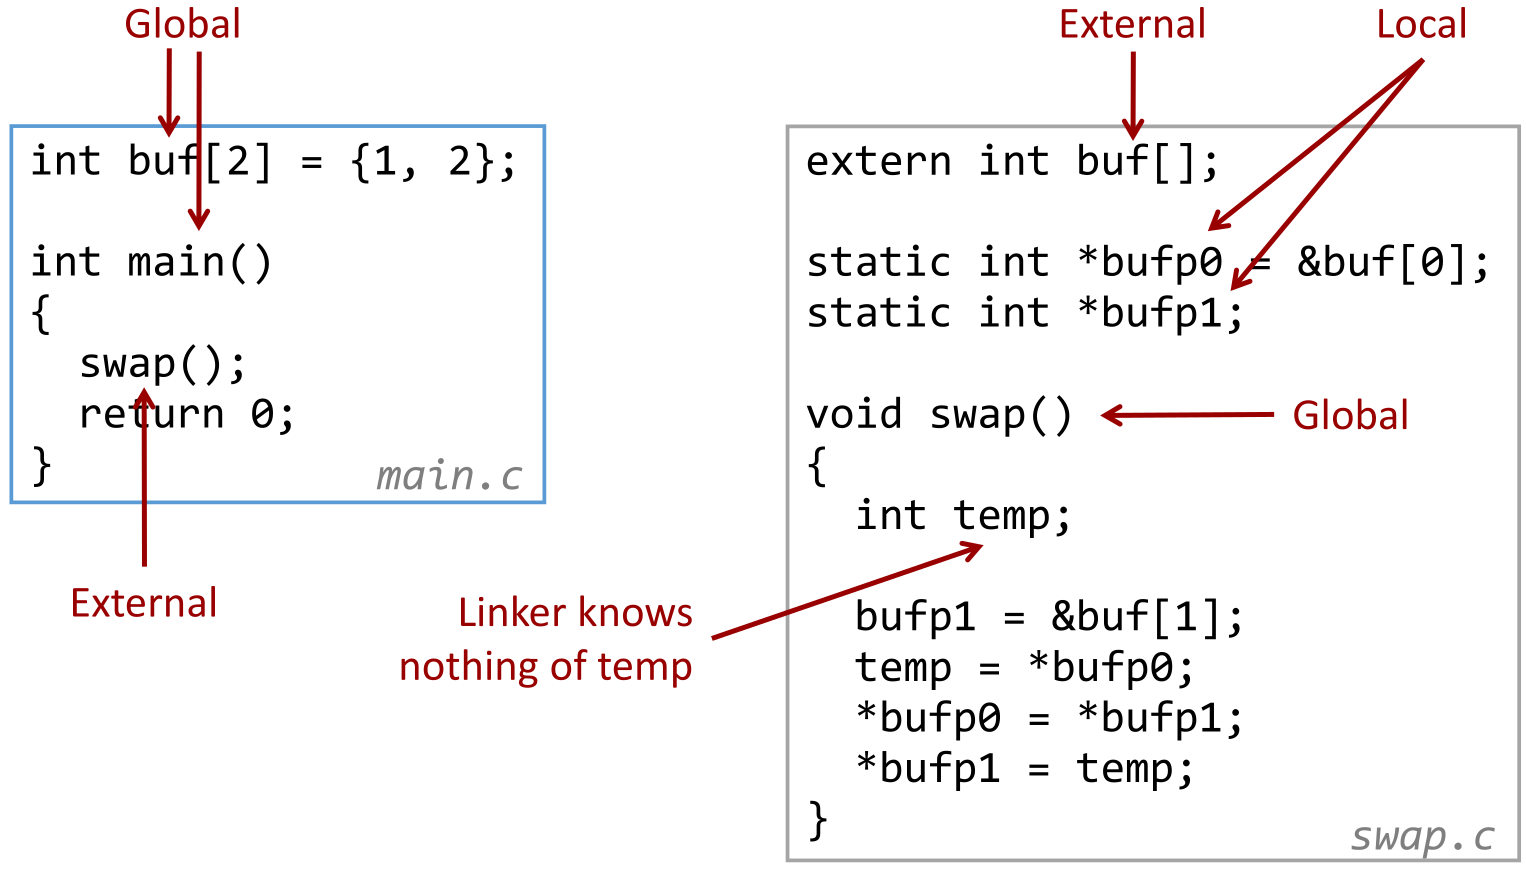 Global
int buf[2] = {1, 2};
int main()
{
  swap();
  return 0;
}
main.c
External
External
Local
extern int buf[];
static int *bufp0 = &buf[0];
static int *bufp1;
void swap()
Global
{
  int temp;
Linker knows
nothing of temp
  bufp1 = &buf[1];
  temp = *bufp0;
  *bufp0 = *bufp1;
  *bufp1 = temp;
}
swap.c